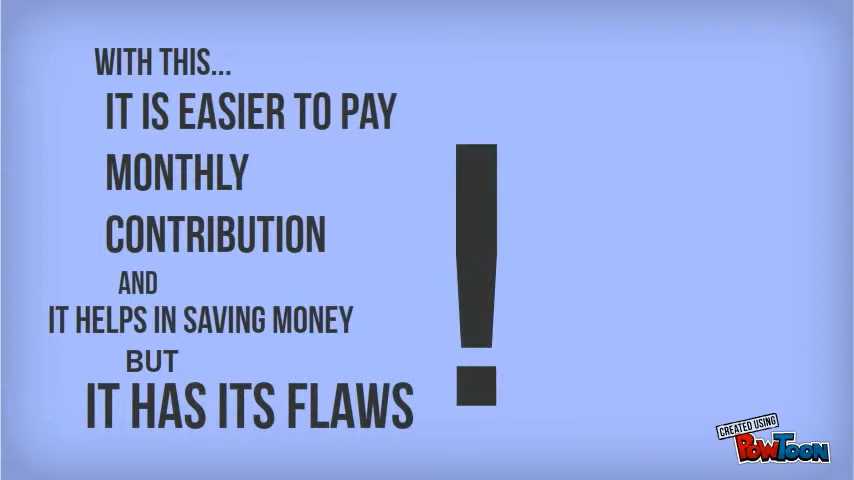 WITH THIS...
IT IS EASIER TO PAY
MONTHLY
CONTRIBUTION
AND
IT HELPS IN SAVING MONEY
BUT
IT HAS ITS FLAWS
!
CREATED USING
POWTOON